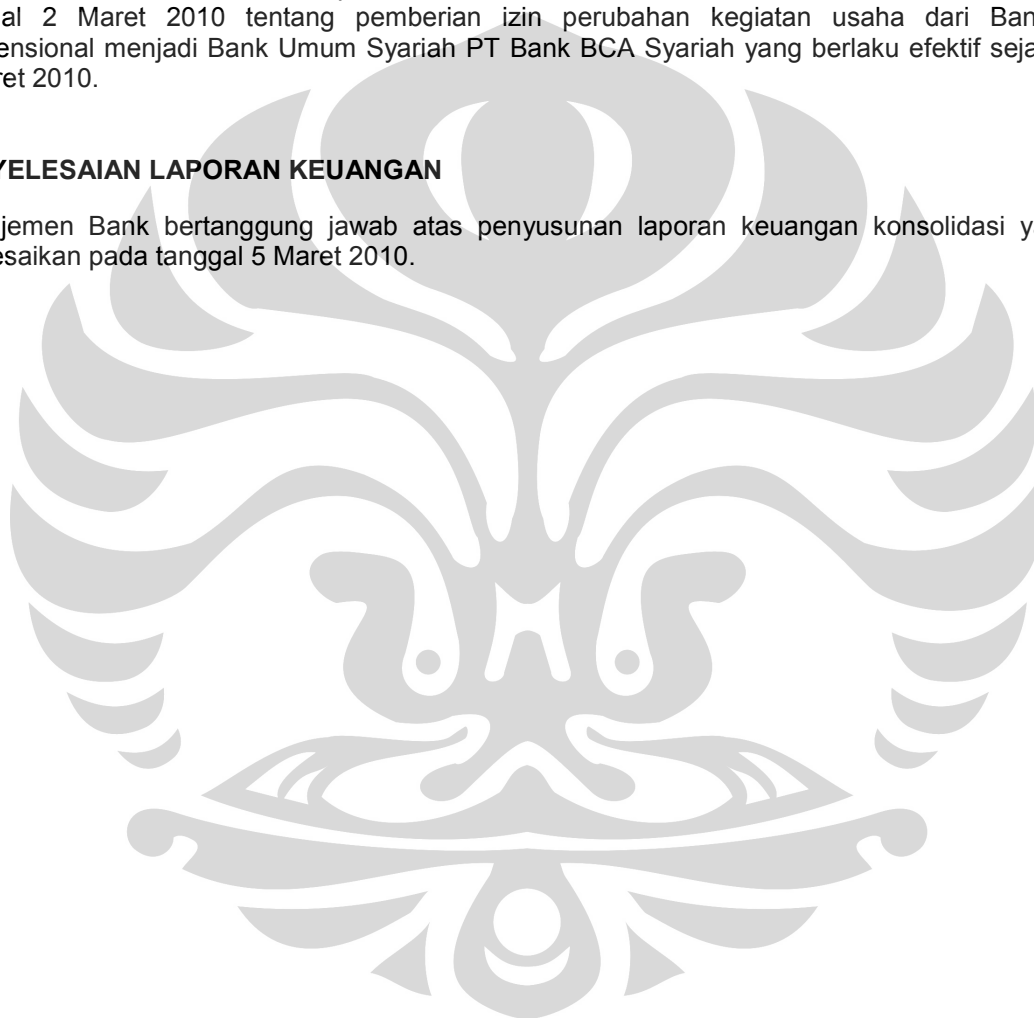 al 2 Maret 2010 tentang pemberian izin perubahan kegiatan usaha dari Ban
ensional menjadi Bank Umum Syariah PT Bank BCA Syariah yang berlaku efektif seja
ret 2010.
YELESAIAN LAPORAN KEUANGAN
jemen Bank bertanggung jawab atas penyusunan laporan keuangan konsolidasi y
esaikan pada tanggal 5 Maret 2010.